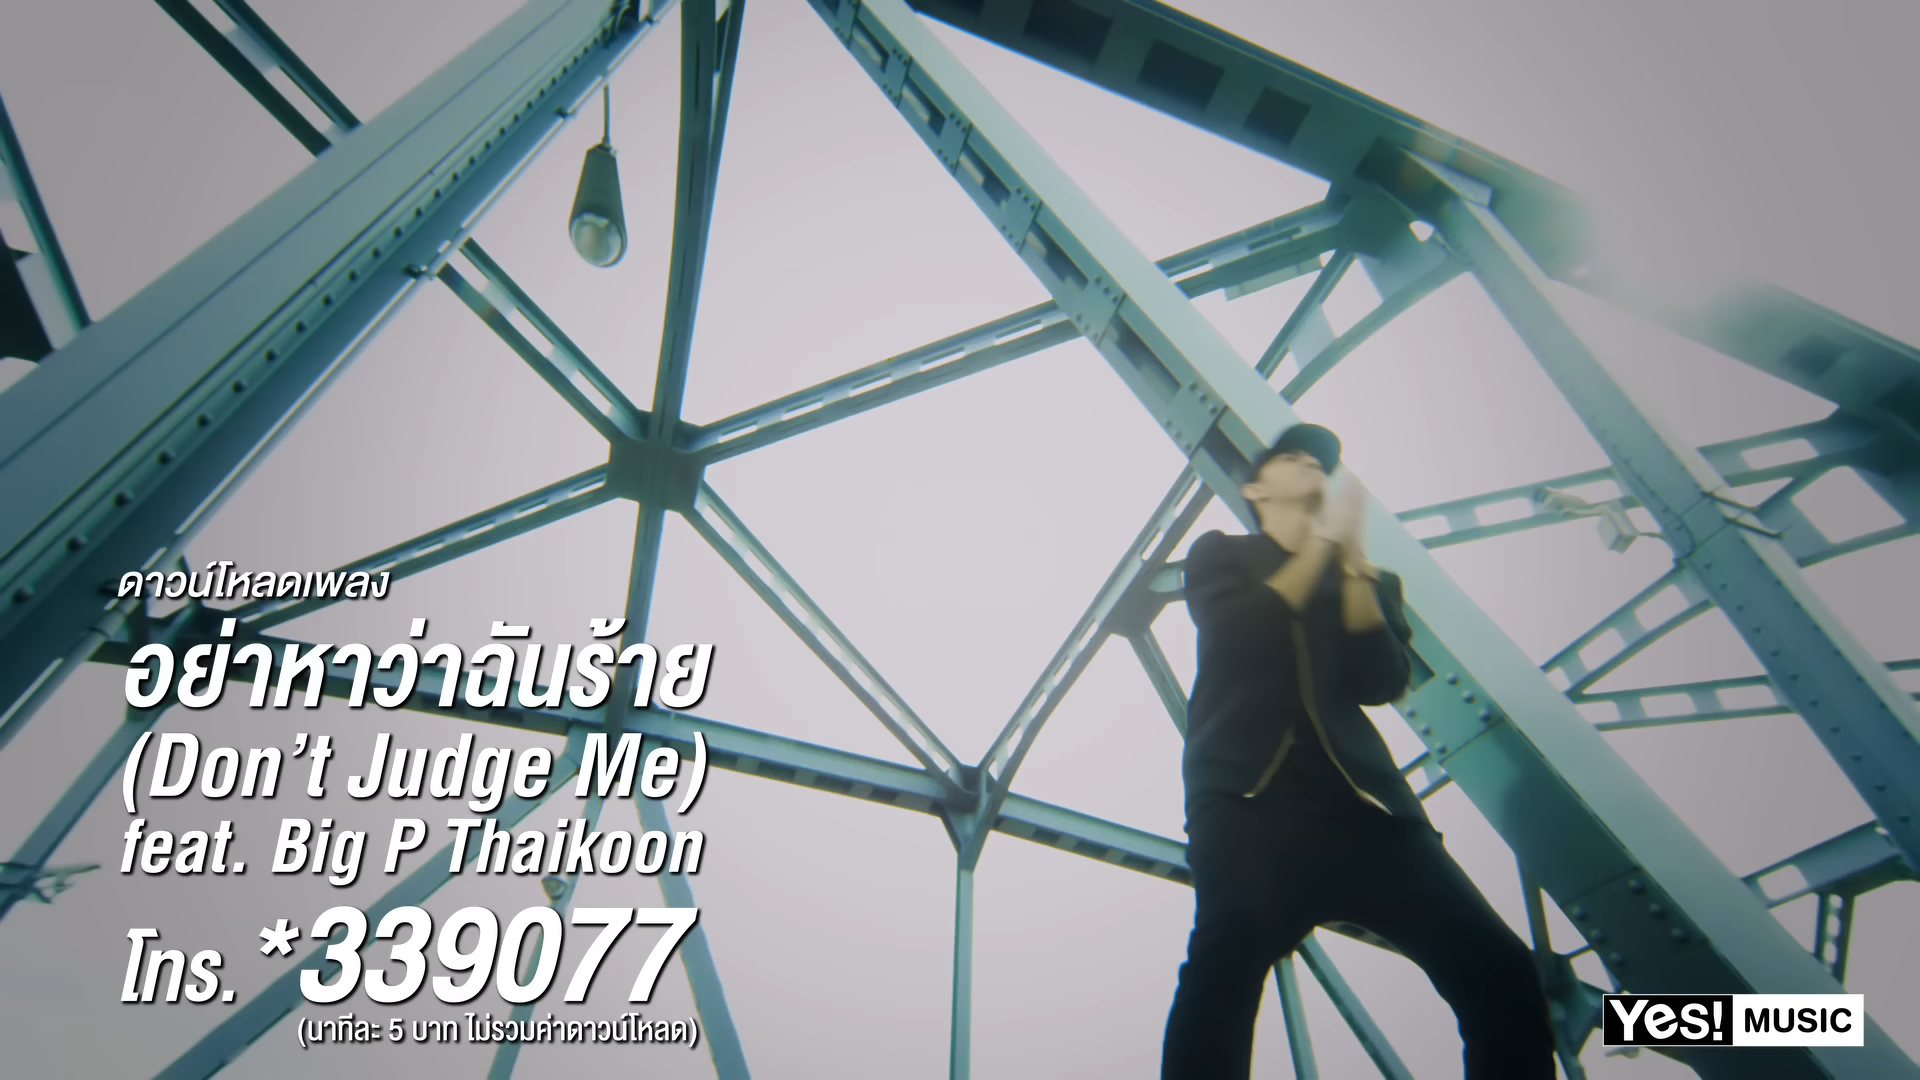 ดาวน์โหลดเพลง
อย่าหาว่าฉันร้าย
(Don't Judge Me)
feat. Big P Thaikoon
โทร. *339077
(นาทีละ 5 บาท ไม่รวมค่าดาวน์โหลด)
Yes! MUSIC